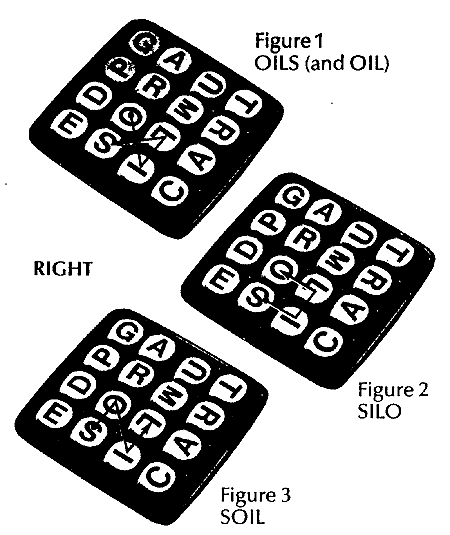 Figure 1
OILS (and OIL)
G A U T
P R M R
D O L A
E S I C
RIGHT
G A U T
P R M R
D O L A
E S I C
Figure 2
SILO
G A U T
P R M R
D O L A
E S I C
Figure 3
SOIL